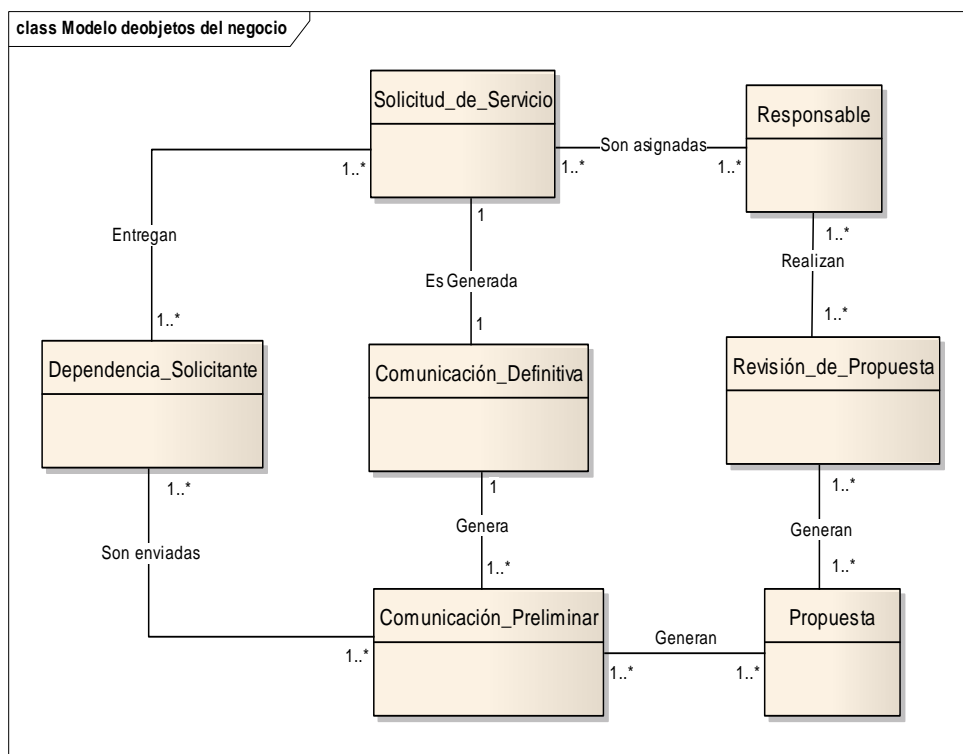 class Modelo deobjetos del negocio
Solicitud_de_Servicio
Responsable
Son asignadas
1..*
1..*
1..*
1
1..*
Entregan
Realizan
Es Generada
1..*
1
1..*
Dependencia_Solicitante
Comunicación_Definitiva
Revisión_de_Propuesta
1..*
1
1..*
Son enviadas
Genera
Generan
1..*
1..*
Comunicación_Preliminar
Propuesta
Generan
1..*
1..*
1..*